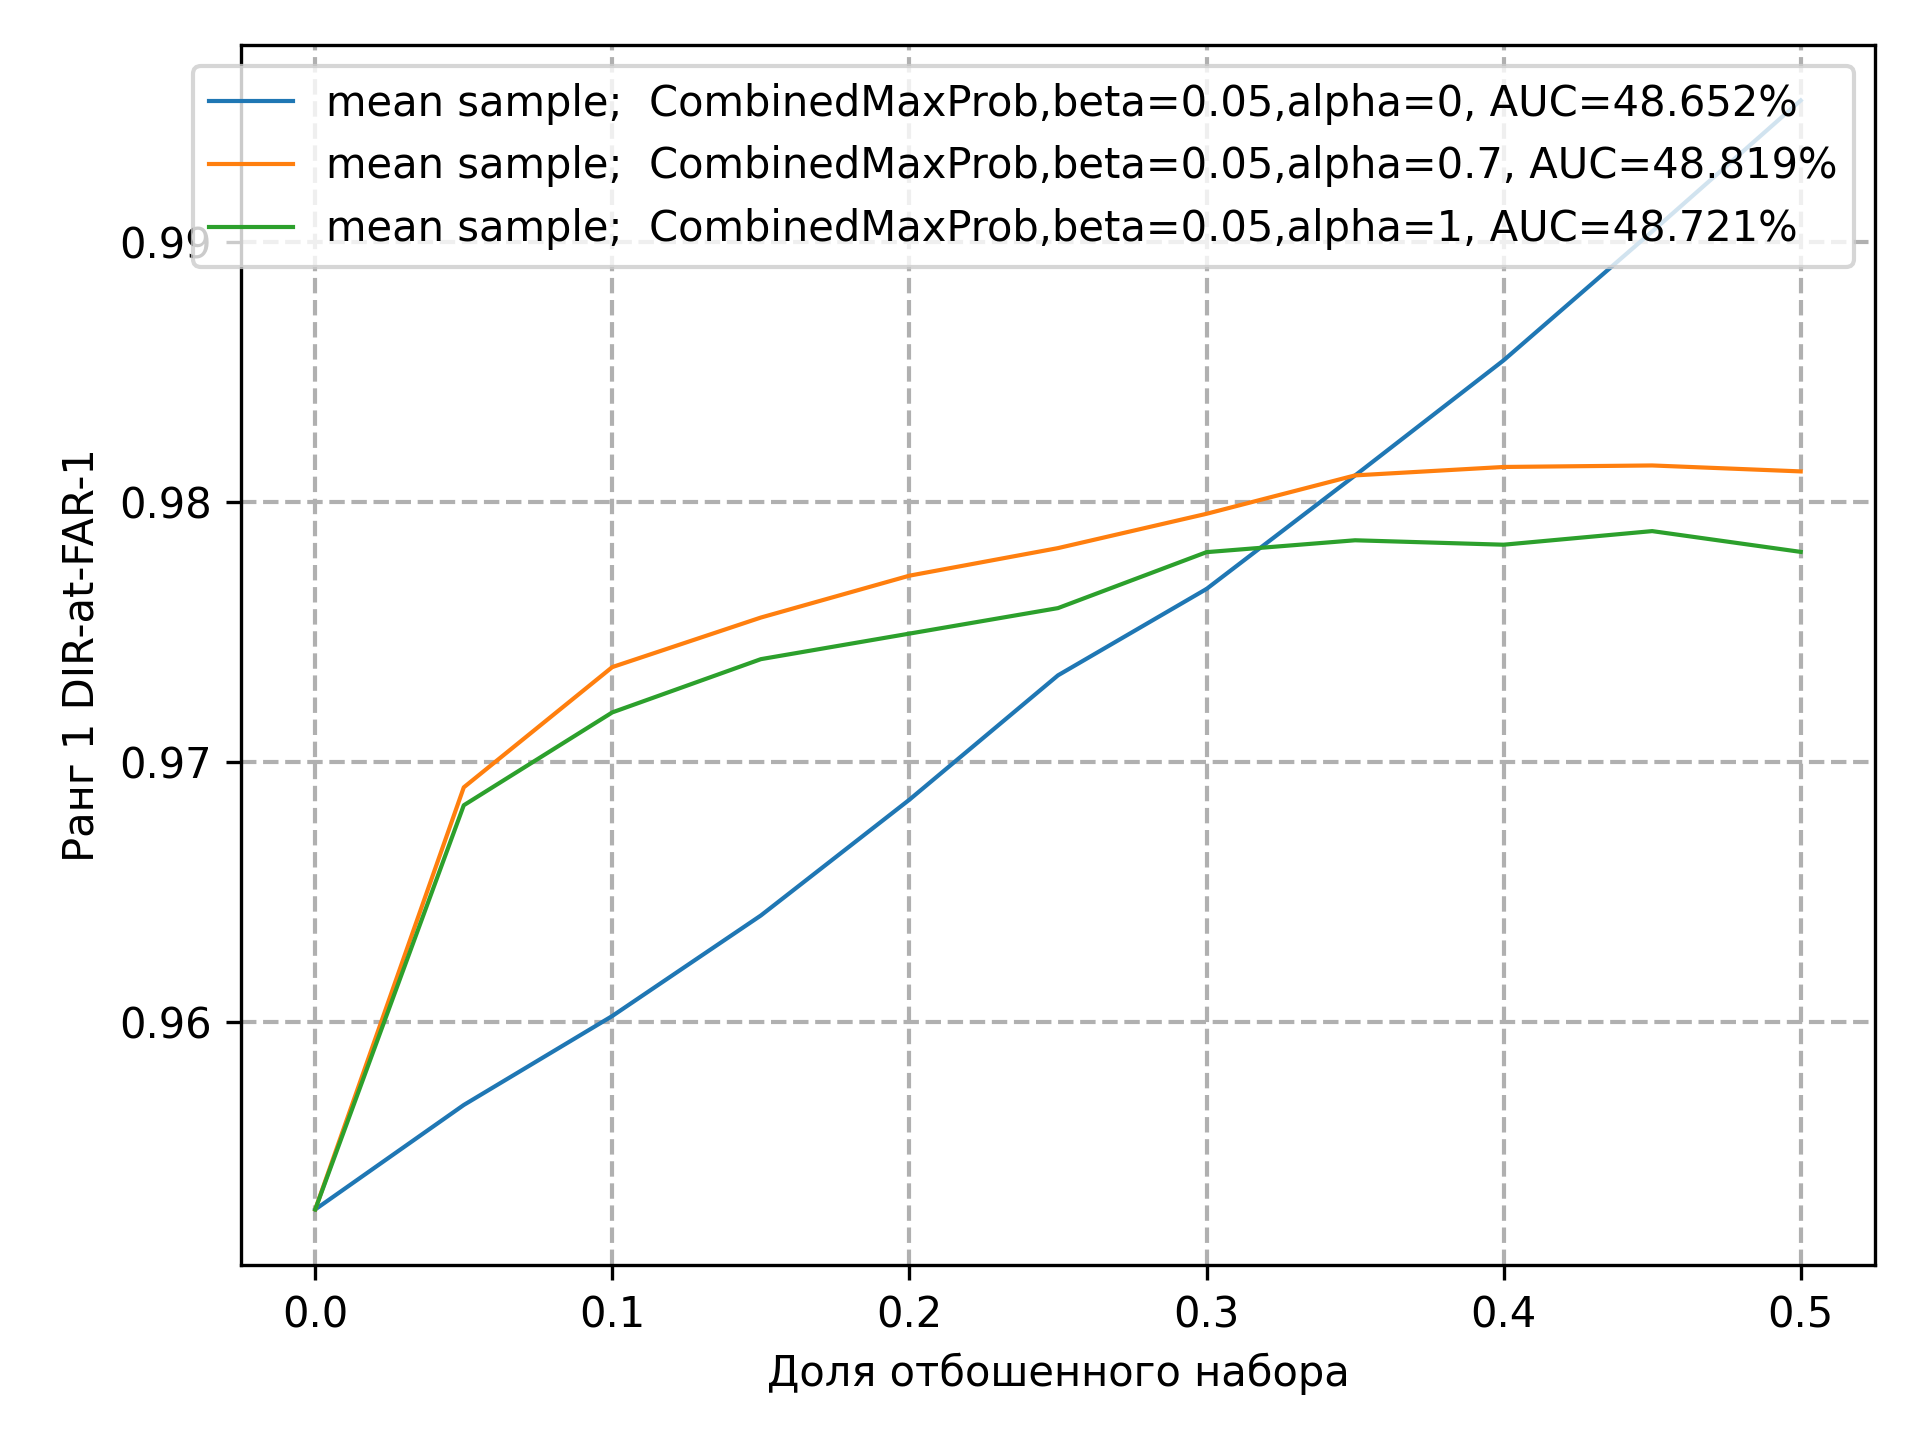 mean sample;  CombinedMaxProb,beta=0.05,alpha=0, AUC=48.652%
mean sample;  CombinedMaxProb,beta=0.05,alpha=0.7, AUC=48.819%
mean sample;  CombinedMaxProb,beta=0.05,alpha=1, AUC=48.721%
0.99
0.98
0.97
0.96
Ранг 1 DIR-at-FAR-1
0.0 0.1 0.2 0.3 0.4 0.5
Доля отбошенного набора